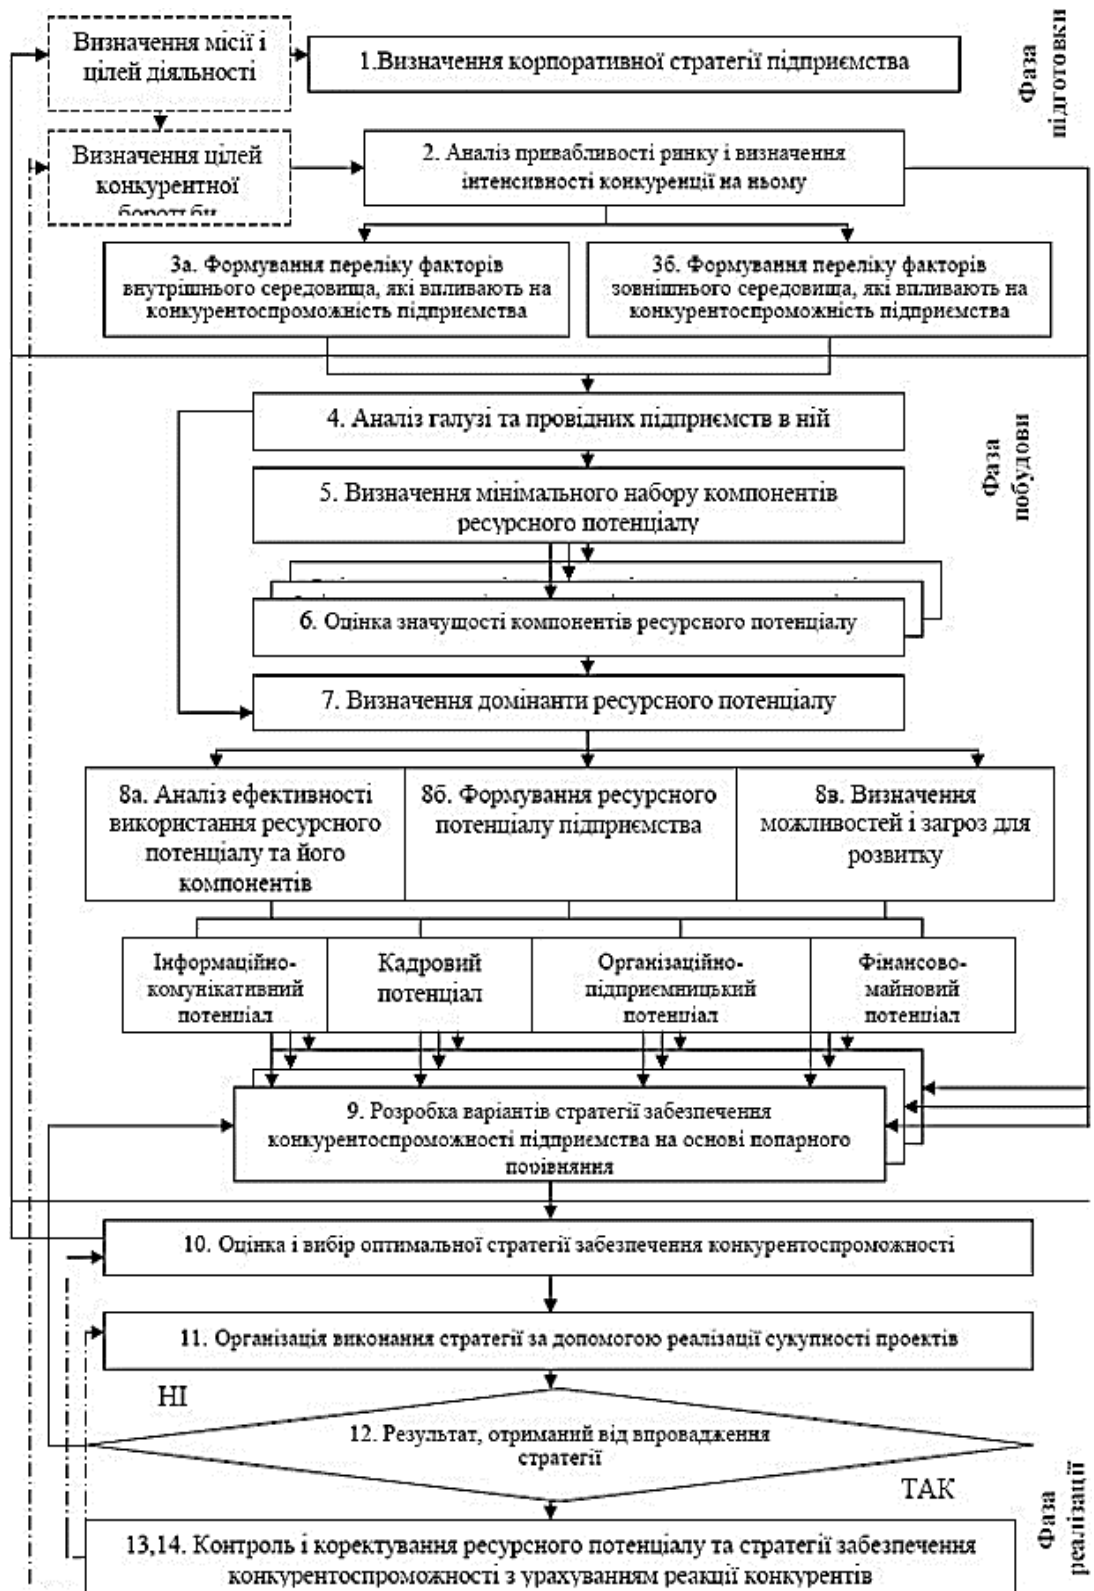 Визначення місії і
цілей діяльності
1.Визначення корпоративної стратегії підприємства
Фаза
підготовки
Визначення цілей
конкурентної
боротьби
2. Аналіз привабливості ринку і визначення
інтенсивності конкуренції на ньому
3а. Формування переліку факторів
внутрішнього середовища, які впливають на
конкурентоспроможність підприємства
3б. Формування переліку факторів
зовнішнього середовища, які впливають на
конкурентоспроможність підприємства
4. Аналіз галузі та провідних підприємств в ній
Фаза
побудови
5. Визначення мінімального набору компонентів
ресурсного потенціалу
6. Оцінка значущості компонентів ресурсного потенціалу
7. Визначення домінанти ресурсного потенціалу
8а. Аналіз ефективності
використання ресурсного
потенціалу та його
компонентів
8б. Формування ресурсного
потенціалу підприємства
8в. Визначення
можливостей і загроз для
розвитку
Інформаційно-
комунікативний
потенціал
Кадровий
потенціал
Організаційно-
підприємницький
потенціал
Фінансово-
майновий
потенціал
9. Розробка варіантів стратегії забезпечення
конкурентоспроможності підприємства на основі попарного
порівняння
10. Оцінка і вибір оптимальної стратегії забезпечення конкурентоспроможності
11. Організація виконання стратегії за допомогою реалізації сукупності проектів
НІ
12. Результат, отриманий від впровадження
стратегії
ТАК
Фаза
реалізації
13,14. Контроль і коректування ресурсного потенціалу та стратегії забезпечення
конкурентоспроможності з урахуванням реакції конкурентів